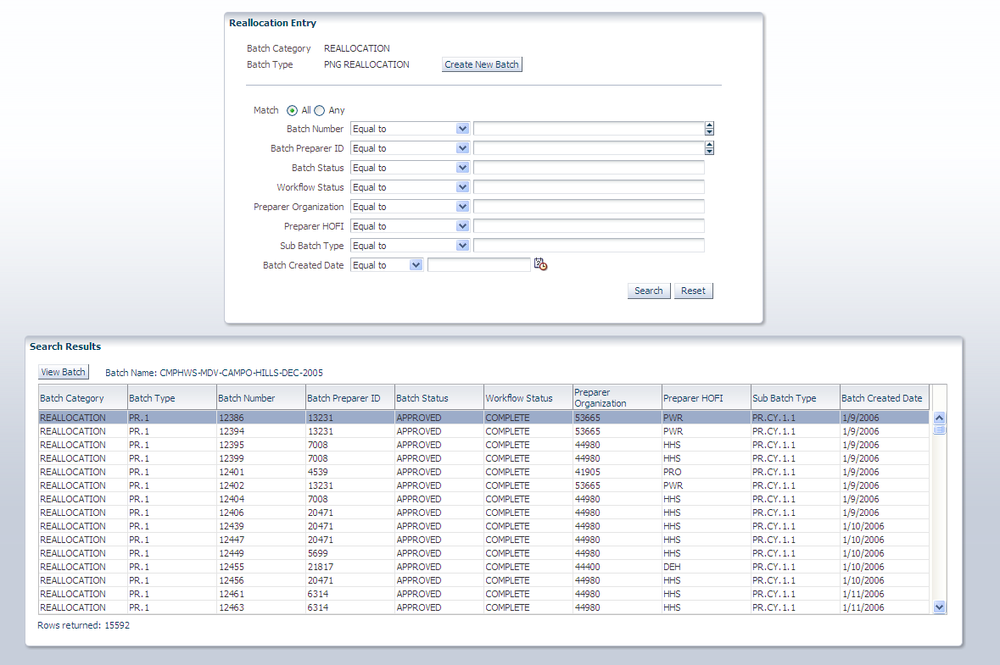 Reallocation Entry
Batch Category REALLOCATION
Batch Type PNG REALLOCATION Create New Batch
Match All Any
Batch Number Equal to
Batch Preparer ID Equal to
Batch Status Equal to
Workflow Status Equal to
Preparer Organization Equal to
Preparer HOFI Equal to
Sub Batch Type Equal to
Batch Created Date Equal to
Search Reset
Search Results
View Batch Batch Name: CMPHWS-MDV-CAMPO-HILLS-DEC-2005
Batch Category Batch Type Batch Number Batch Preparer ID Batch Status Workflow Status Preparer Organization Preparer HOFI Sub Batch Type Batch Created Date
REALLOCATION PR.1 12386 13231 APPROVED COMPLETE 53665 PWR PR.CY.1.1 1/9/2006
REALLOCATION PR.1 12394 13231 APPROVED COMPLETE 53665 PWR PR.CY.1.1 1/9/2006
REALLOCATION PR.1 12395 7008 APPROVED COMPLETE 44980 HHS PR.CY.1.1 1/9/2006
REALLOCATION PR.1 12399 7008 APPROVED COMPLETE 44980 HHS PR.CY.1.1 1/9/2006
REALLOCATION PR.1 12401 4539 APPROVED COMPLETE 41905 PRO PR.CY.1.1 1/9/2006
REALLOCATION PR.1 12402 13231 APPROVED COMPLETE 53665 PWR PR.CY.1.1 1/9/2006
REALLOCATION PR.1 12404 7008 APPROVED COMPLETE 44980 HHS PR.CY.1.1 1/9/2006
REALLOCATION PR.1 12406 20471 APPROVED COMPLETE 44980 HHS PR.CY.1.1 1/9/2006
REALLOCATION PR.1 12439 20471 APPROVED COMPLETE 44980 HHS PR.CY.1.1 1/10/2006
REALLOCATION PR.1 12447 20471 APPROVED COMPLETE 44980 HHS PR.CY.1.1 1/10/2006
REALLOCATION PR.1 12449 5699 APPROVED COMPLETE 44980 HHS PR.CY.1.1 1/10/2006
REALLOCATION PR.1 12455 21817 APPROVED COMPLETE 44400 DEH PR.CY.1.1 1/10/2006
REALLOCATION PR.1 12456 20471 APPROVED COMPLETE 44980 HHS PR.CY.1.1 1/10/2006
REALLOCATION PR.1 12461 6314 APPROVED COMPLETE 44980 HHS PR.CY.1.1 1/11/2006
REALLOCATION PR.1 12463 6314 APPROVED COMPLETE 44980 HHS PR.CY.1.1 1/11/2006
Rows returned: 15592